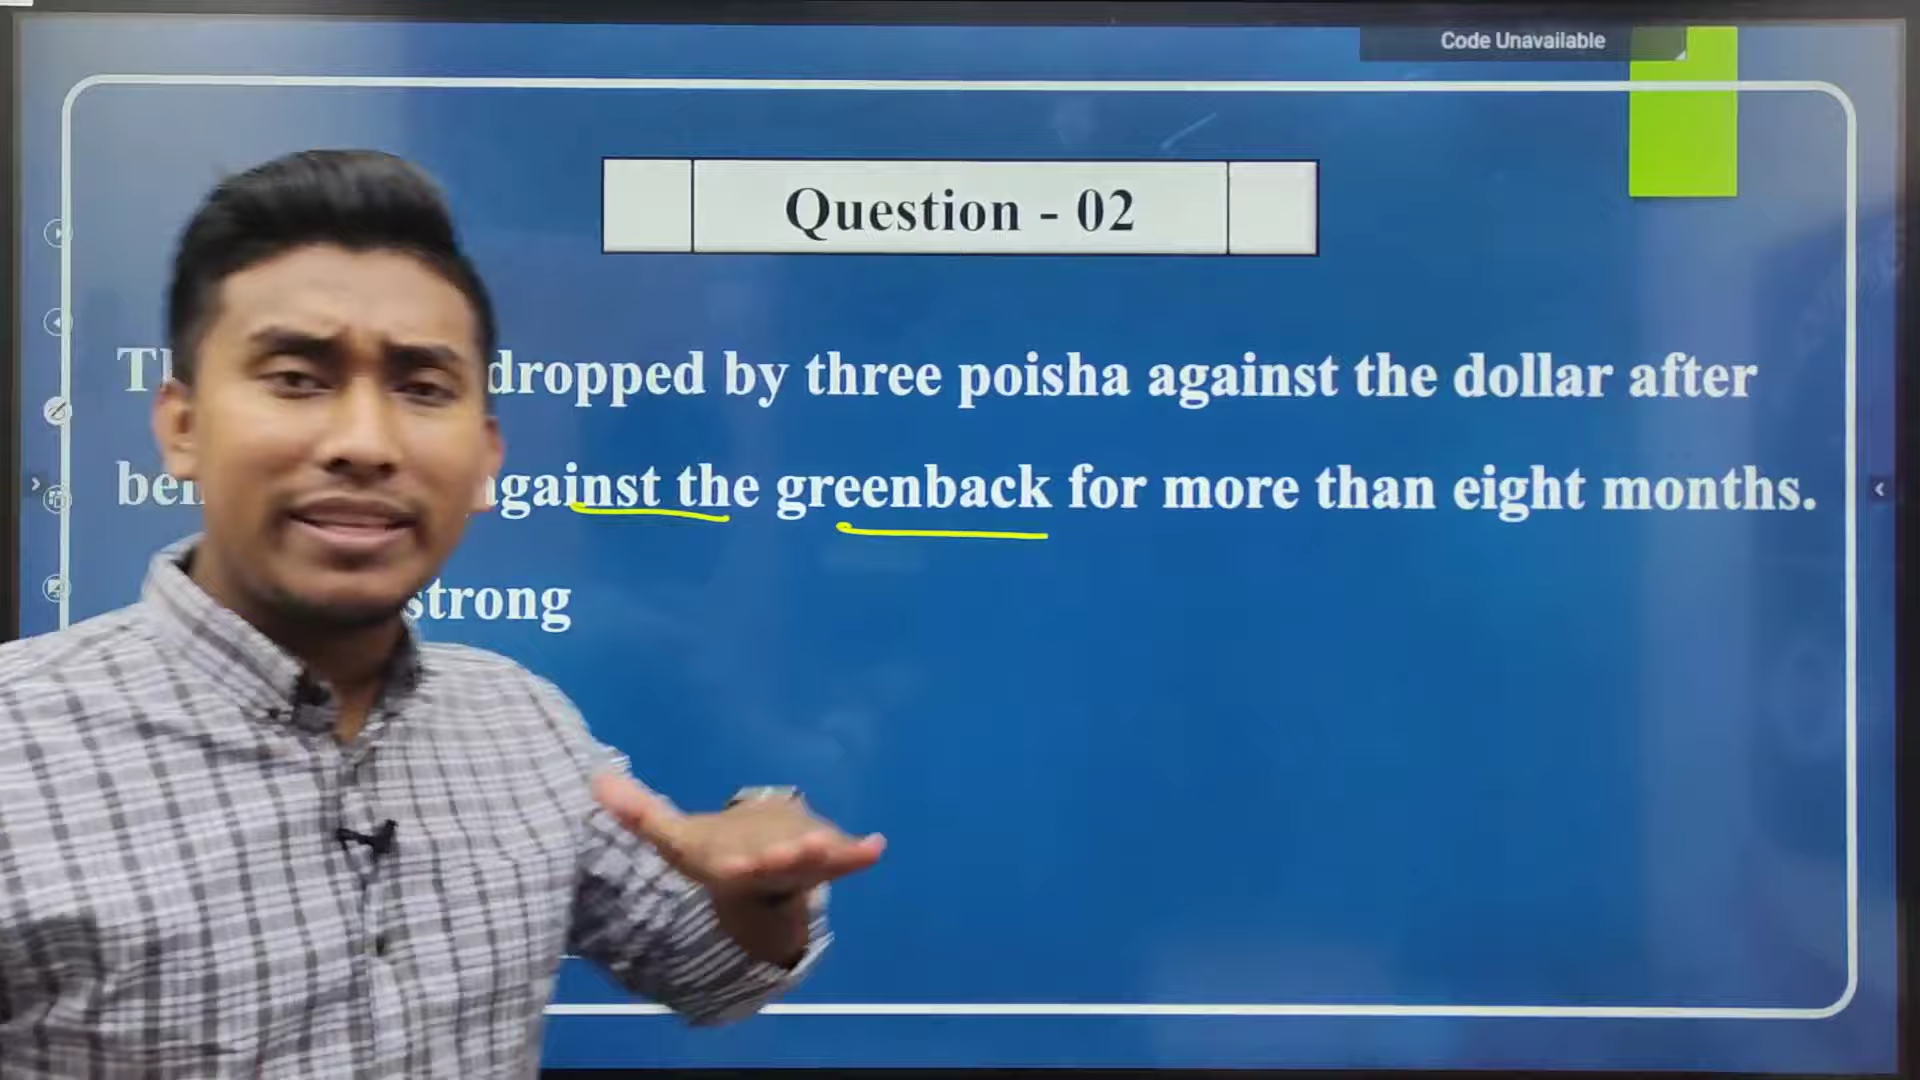 Code Unavailable
Question - 02
dropped by three poisha against the dollar after
against the greenback for more than eight months.
strong